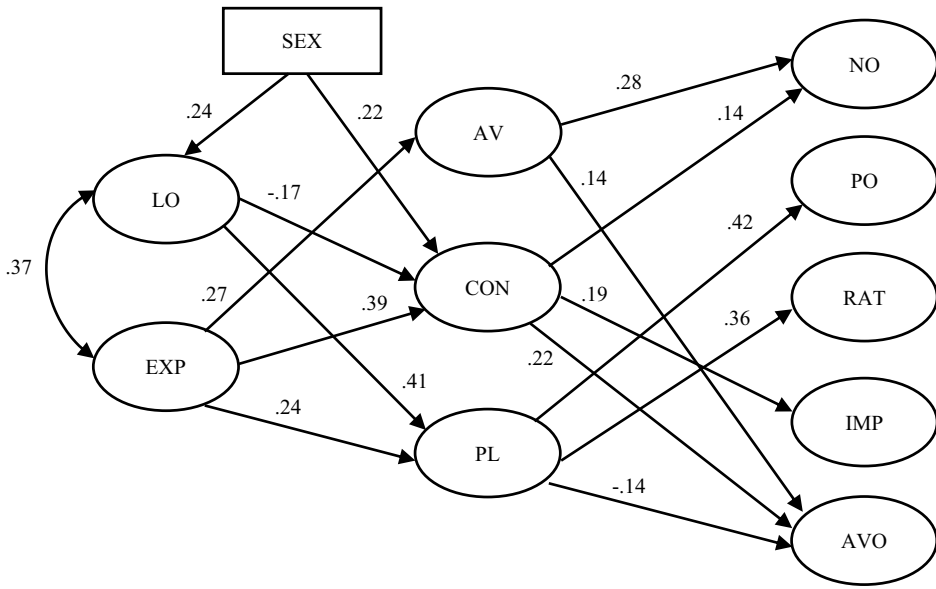 SEX
NO
.28
.24
.22
AV
.14
-.17
PO
LO
.14
.42
.37
CON
RAT
.27
.39
.19
.36
.22
EXP
.41
.24
IMP
PL
-.14
AVO